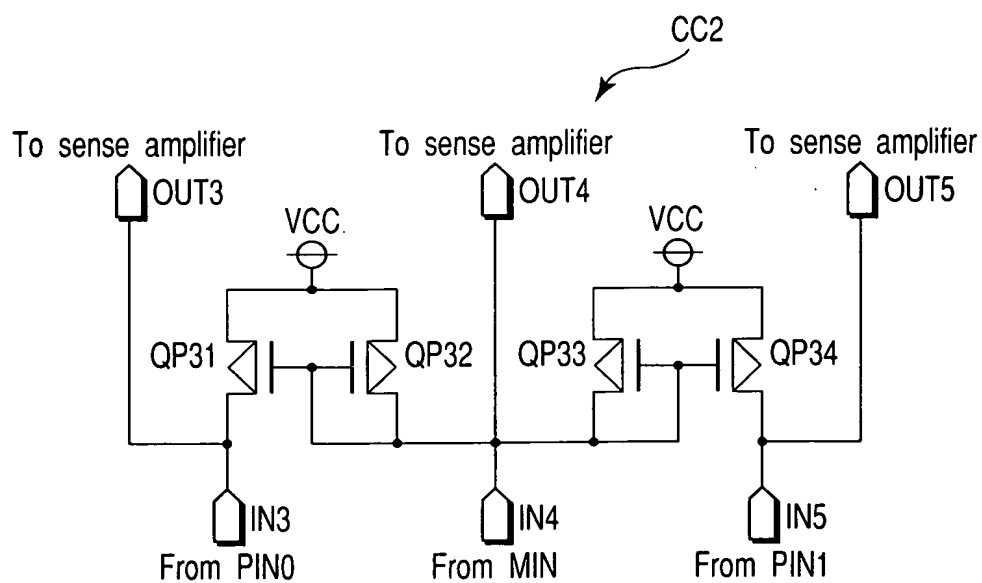 CC2
To sense amplifier
To sense amplifier
To sense amplifier
OUT3
OUT4
OUT5
VCC
VCC
QP31
QP32
QP33
QP34
IN3
IN4
IN5
From PIN0
From MIN
From PIN1